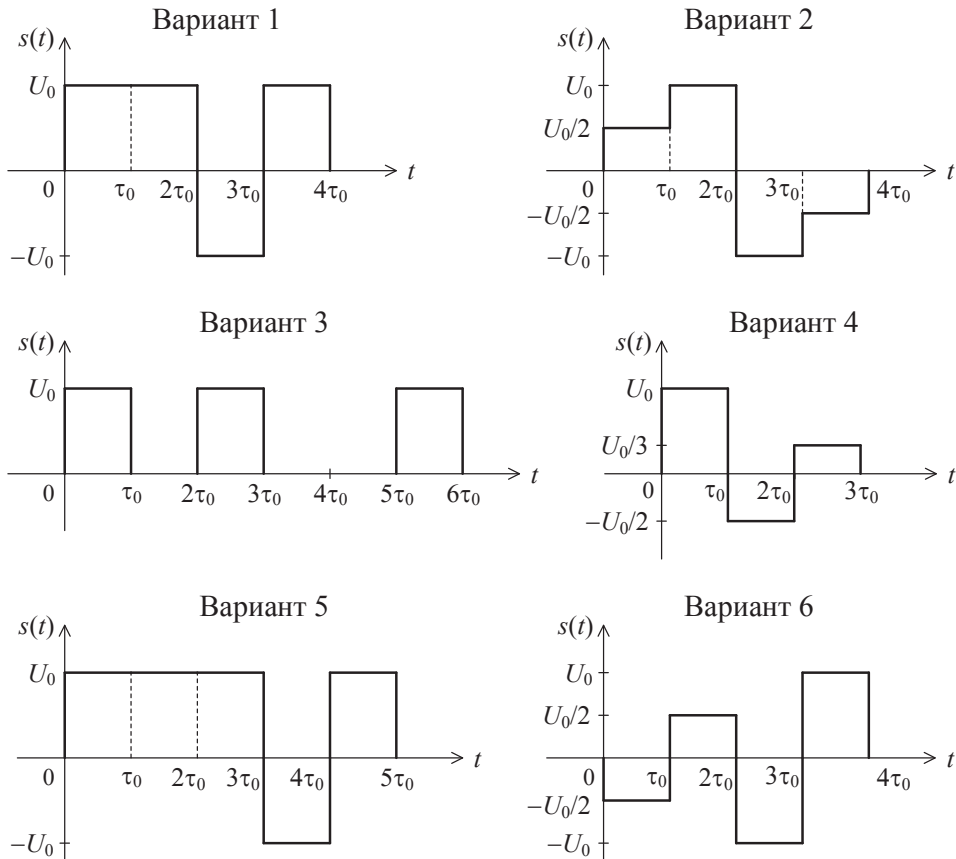 Вариант 1
s(t)
U₀
0
τ₀
2τ₀
3τ₀
4τ₀
t
−U₀
Вариант 2
s(t)
U₀
U₀/2
0
τ₀
2τ₀
3τ₀
4τ₀
t
−U₀/2
−U₀
Вариант 3
s(t)
U₀
0
τ₀
2τ₀
3τ₀
4τ₀
5τ₀
6τ₀
t
Вариант 4
s(t)
U₀
U₀/3
0
τ₀
2τ₀
3τ₀
t
−U₀/2
Вариант 5
s(t)
U₀
0
τ₀
2τ₀
3τ₀
4τ₀
5τ₀
t
−U₀
Вариант 6
s(t)
U₀
U₀/2
0
τ₀
2τ₀
3τ₀
4τ₀
t
−U₀/2
−U₀